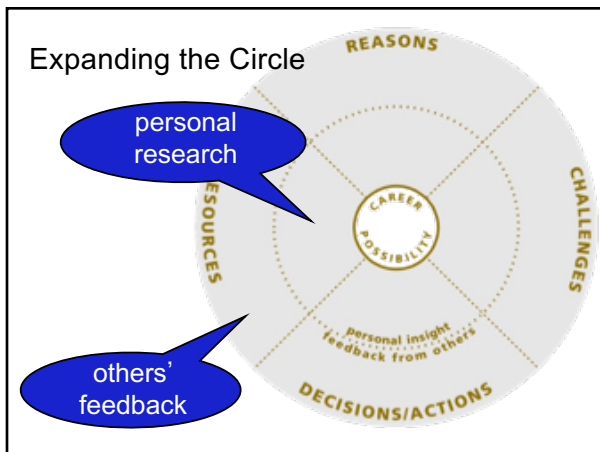 Expanding the Circle
REASONS
personal
research
ESOURCES
CHALLENGES
CAREER
POSSIBILITY
personal insight
feedback from others
others’
feedback
DECISIONS/ACTIONS